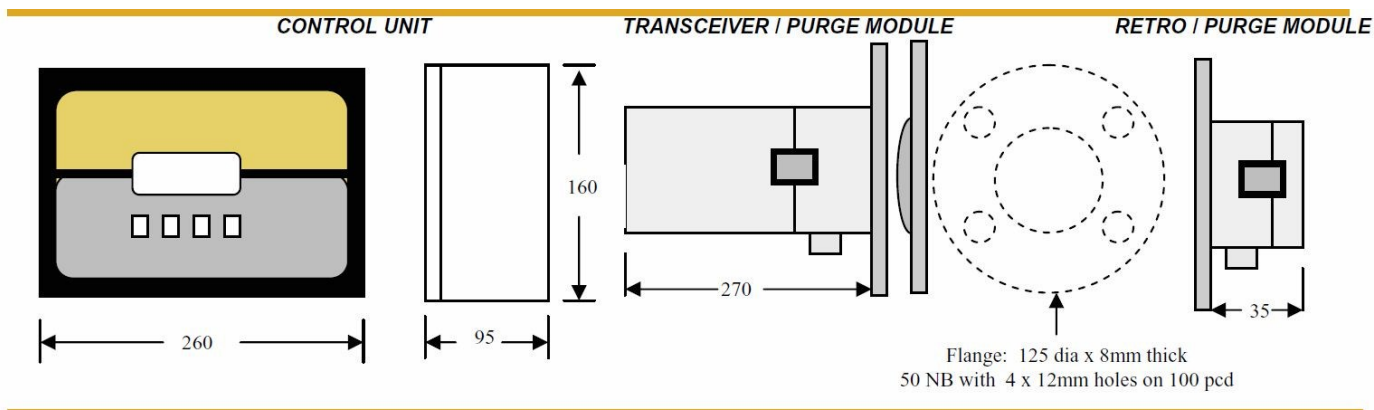 CONTROL UNIT
TRANSCEIVER / PURGE MODULE
RETRO / PURGE MODULE
160
270
35
260
95
Flange: 125 dia x 8mm thick
50 NB with 4 x 12mm holes on 100 pcd